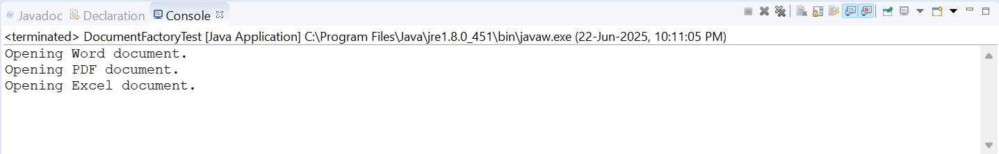 @ Javadoc Declaration Console
<terminated> DocumentFactoryTest [Java Application] C:\Program Files\Java\jre1.8.0_451\bin\javaw.exe (22-Jun-2025, 10:11:05 PM)
Opening Word document.
Opening PDF document.
Opening Excel document.